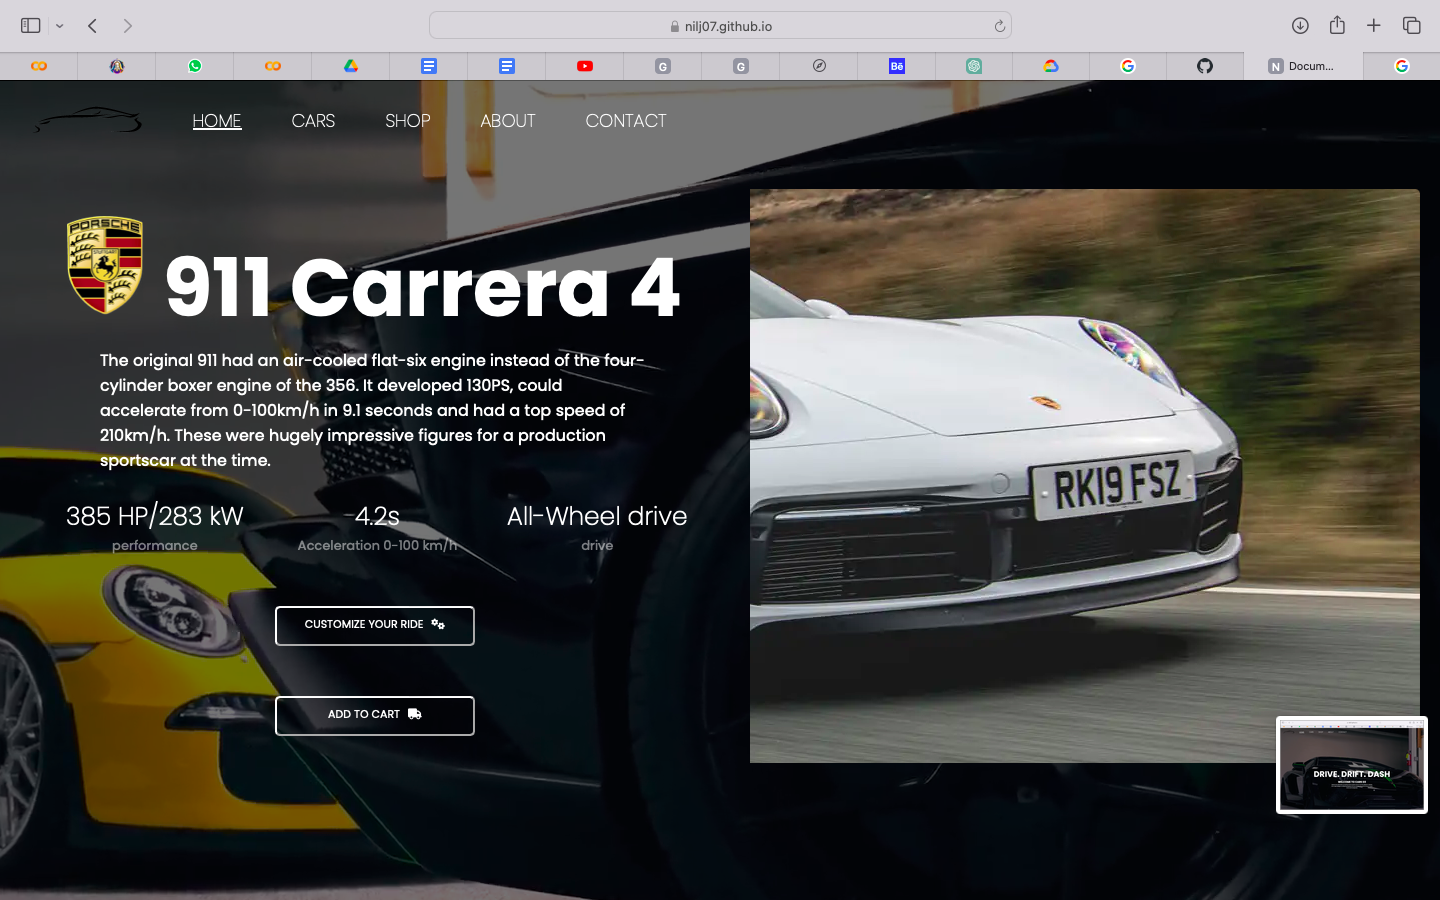 nilj07.github.io
G
G
Bē
N Docum...
HOME CARS SHOP ABOUT CONTACT
PORSCHE
911 Carrera 4
The original 911 had an air-cooled flat-six engine instead of the four-
cylinder boxer engine of the 356. It developed 130PS, could
accelerate from 0-100km/h in 9.1 seconds and had a top speed of
210km/h. These were hugely impressive figures for a production
sportscar at the time.
385 HP/283 kW 4.2s All-Wheel drive
performance Acceleration 0-100 km/h drive
CUSTOMIZE YOUR RIDE
ADD TO CART
RK19 FSZ
DRIVE. DRIFT. DASH